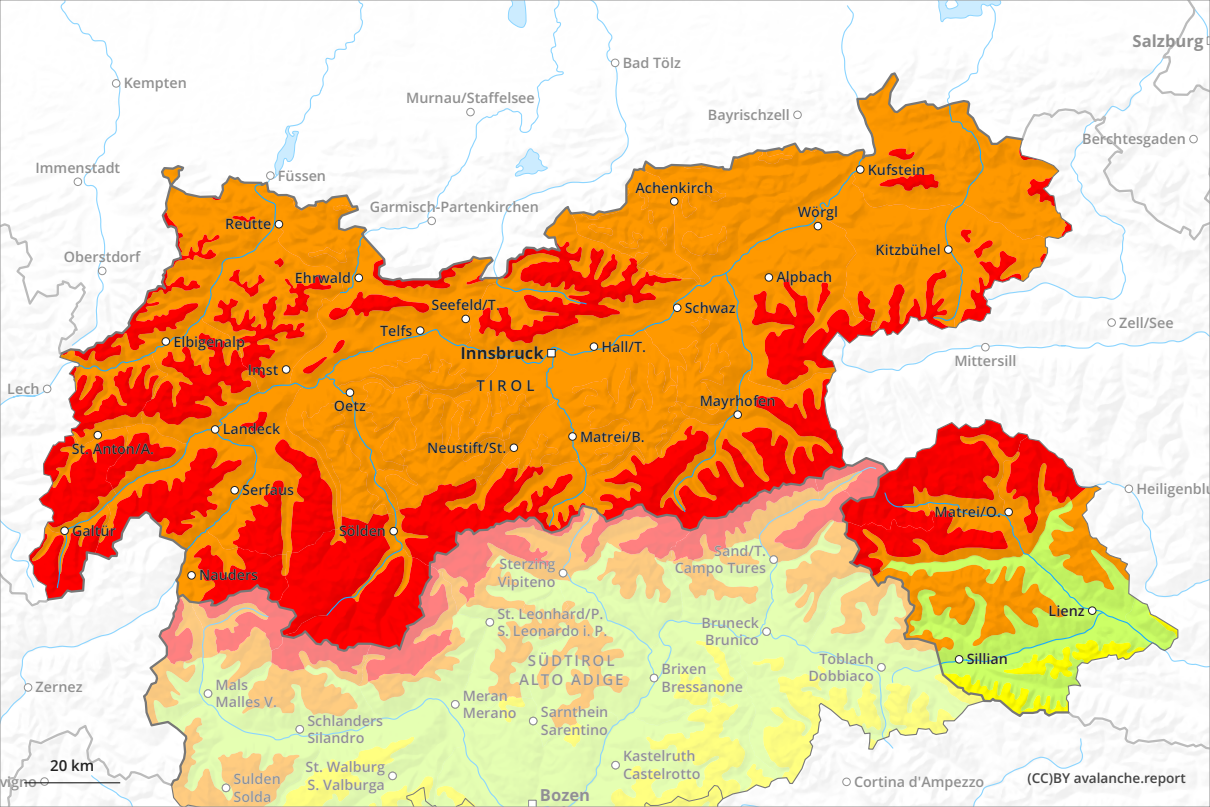 Salzburg
Bad Tölz
Kempten
Murnau/Staffelsee
Bayrischzell
Berchtesgaden
Immenstadt
Füssen
Kufstein
Achenkirch
Garmisch-Partenkirchen
Wörgl
Reutte
Kitzbühel
Oberstdorf
Ehrwald
Alpbach
Seefeld/T.
Schwaz
Zell/See
Telfs
Elbigenalp
Innsbruck
Hall/T.
Mittersill
Imst
TIROL
Lech
Oetz
Mayrhofen
Landeck
Matrei/B.
St. Anton/A.
Neustift/St.
Serfaus
Heiligenblu
Matrei/O.
Galtür
Sölden
Sand/T.
Campo Tures
Sterzing
Vipiteno
Nauders
Lienz
St. Leonhard/P.
S. Leonardo i. P.
Bruneck
Brunico
Sillian
SÜDTIROL
ALTO ADIGE
Toblach
Dobbiaco
Brixen
Bressanone
Zernez
Mals
Malles V.
Meran
Merano
Sarnthein
Sarentino
Schlanders
Silandro
Kastelruth
Castelrotto
20 km
St. Walburg
S. Valburga
vigno
Sulden
Solda
Cortina d'Ampezzo
(CC)BY avalanche.report
Bozen